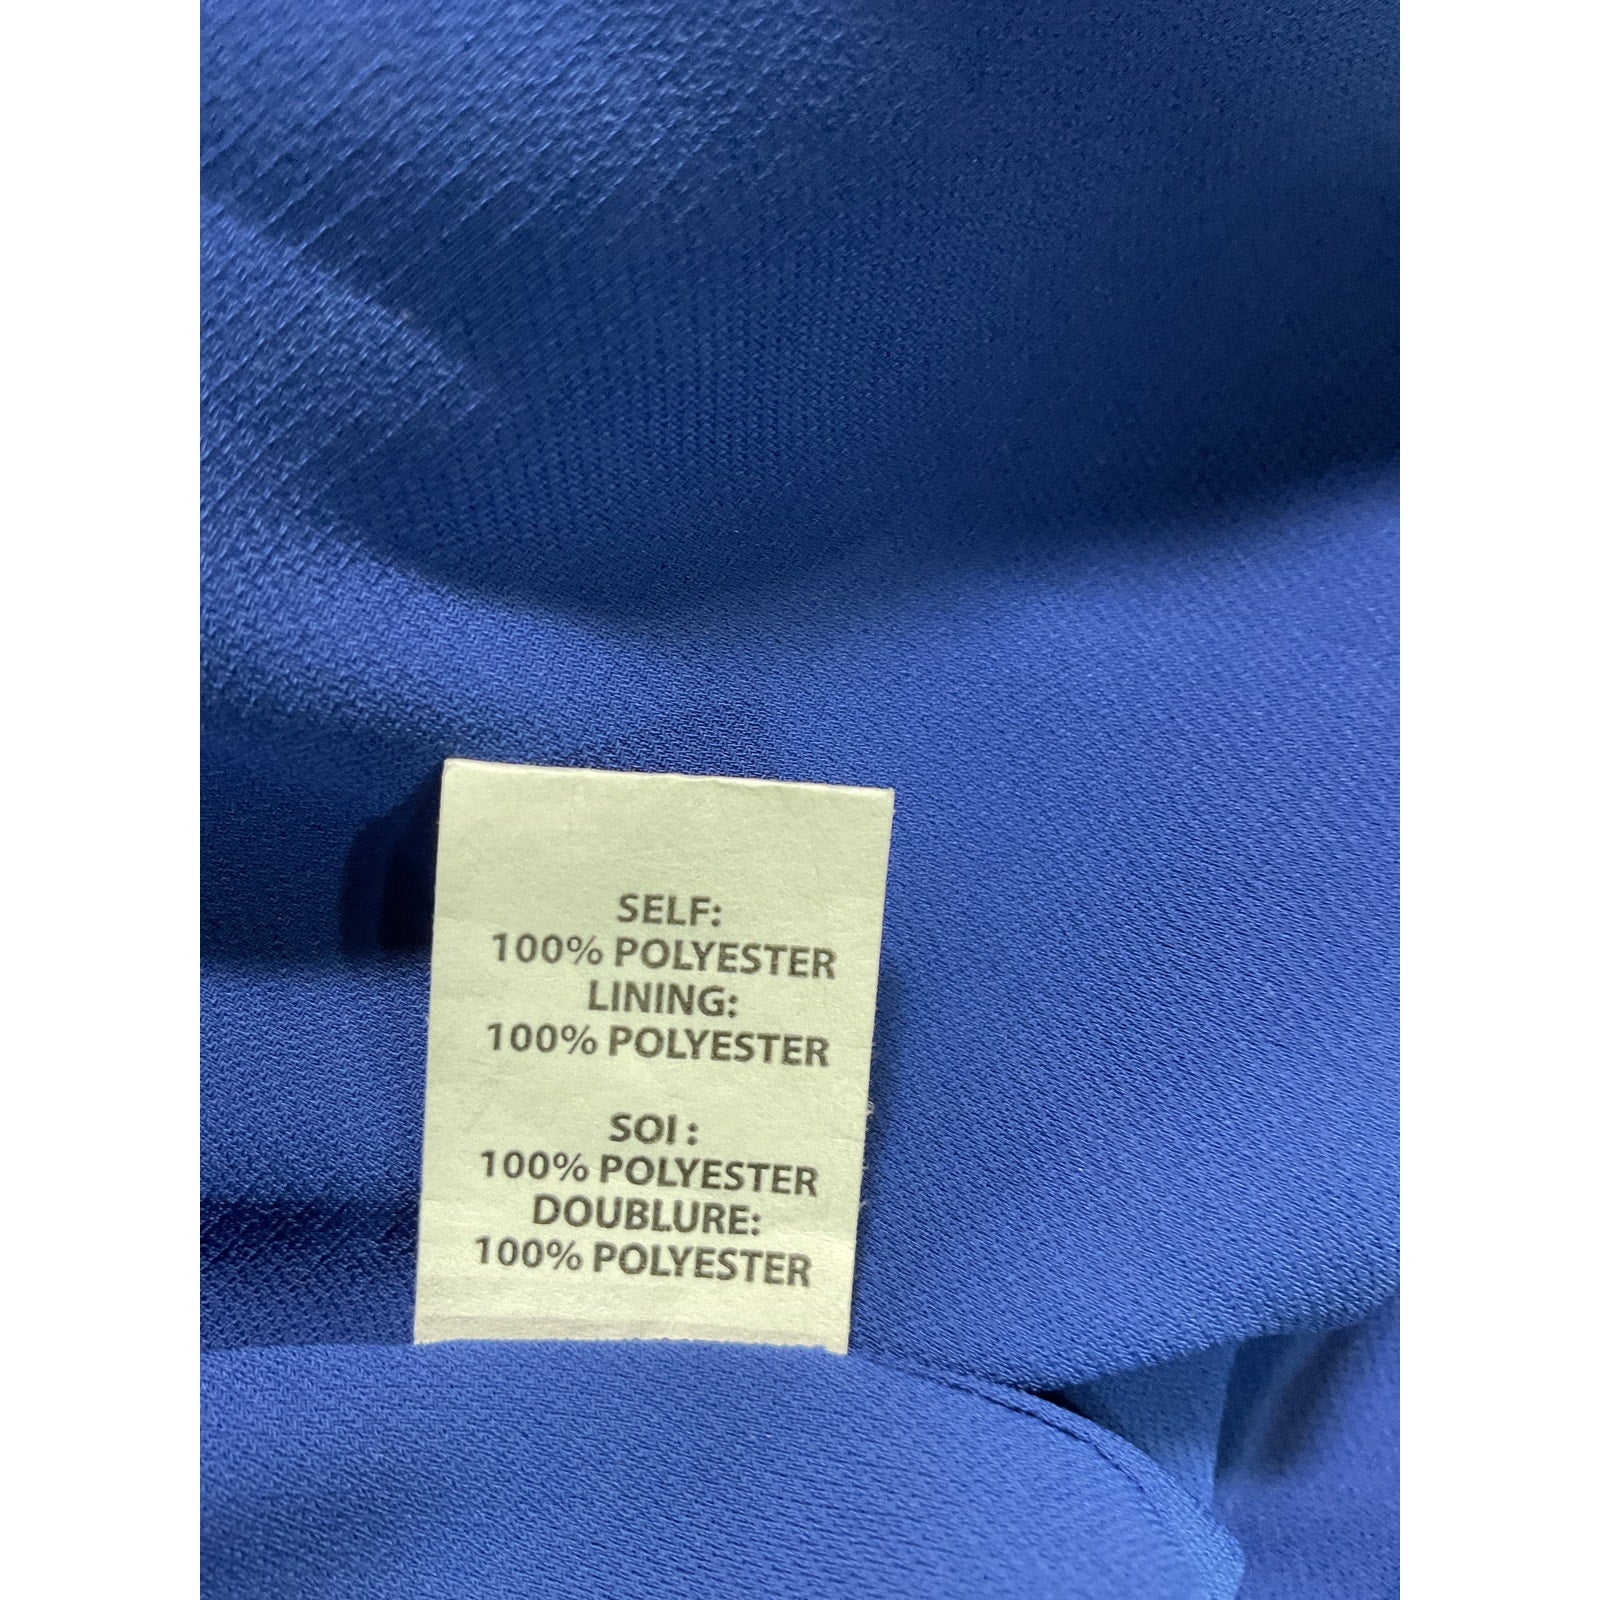 SELF:
100% POLYESTER
LINING:
100% POLYESTER
SOI :
100% POLYESTER
DOUBLURE:
100% POLYESTER